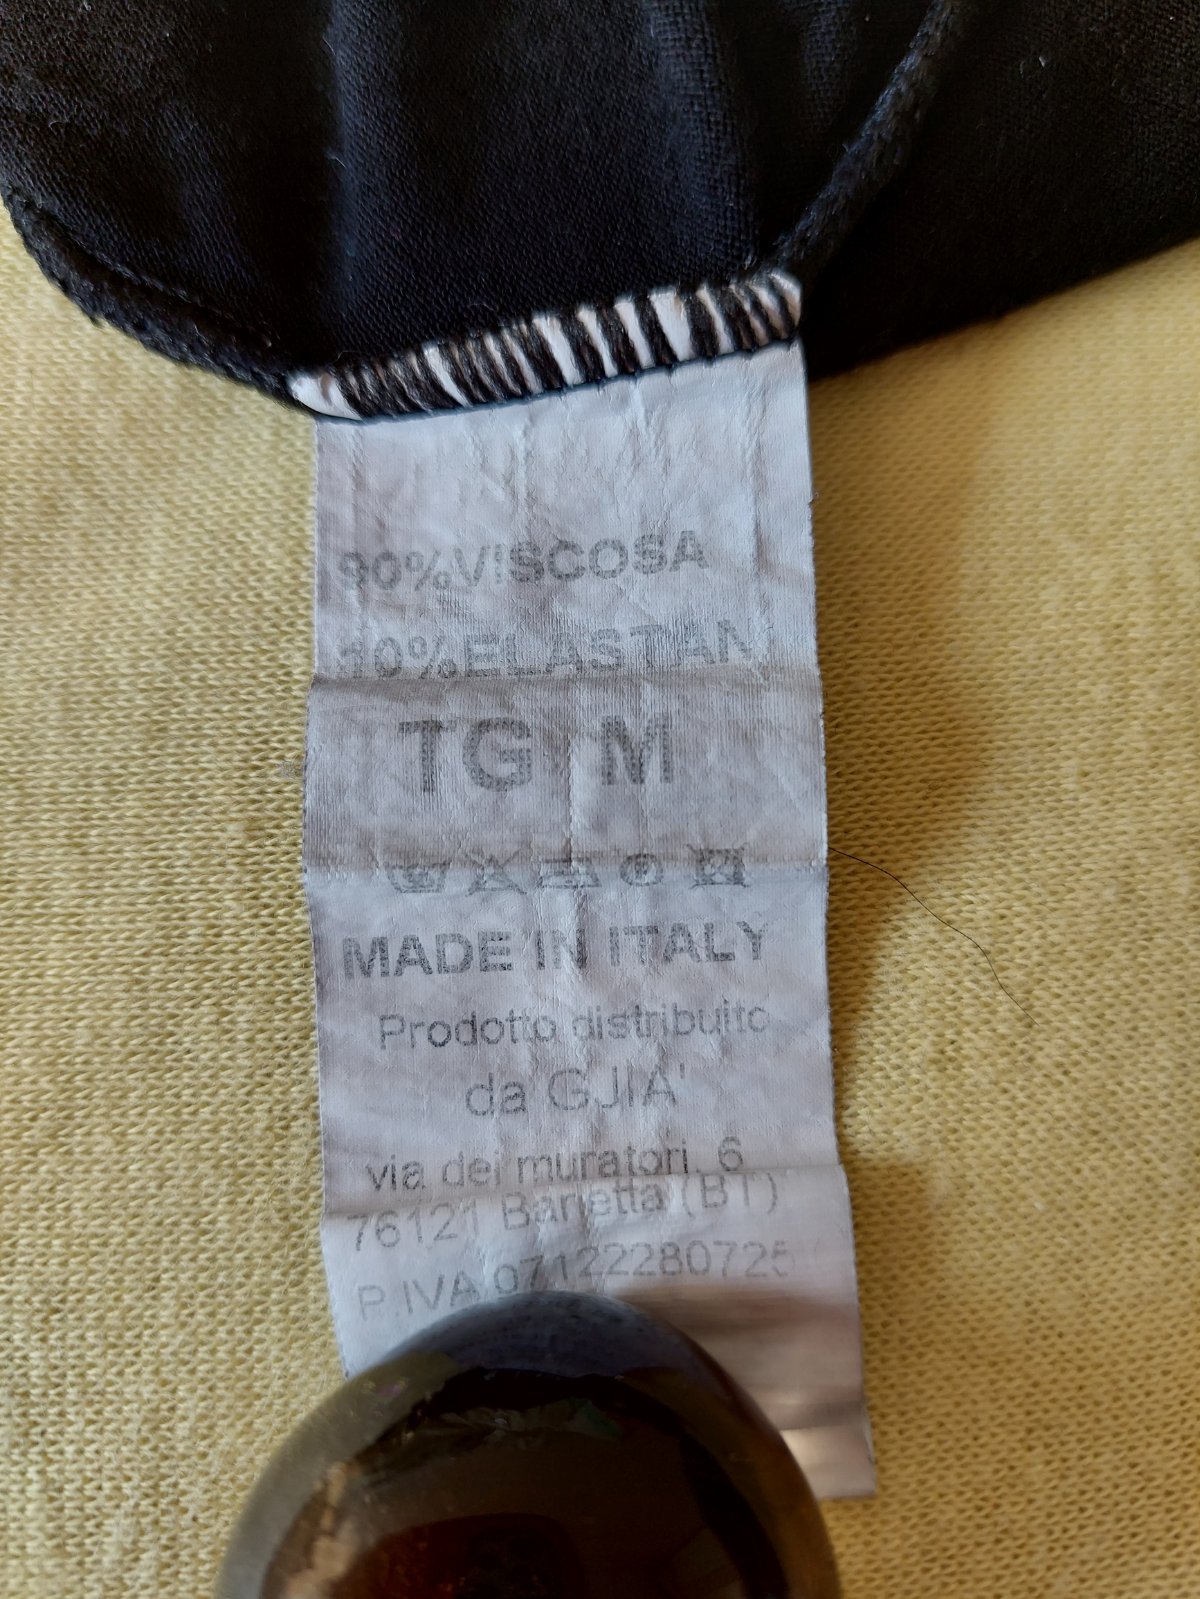 90%VISCOSA
10%ELASTAN
TG M
MADE IN ITALY
Prodotto distribuito
da GJIA'
via dei muratori, 6
76121 Barletta (BT)
P.IVA 07122280725